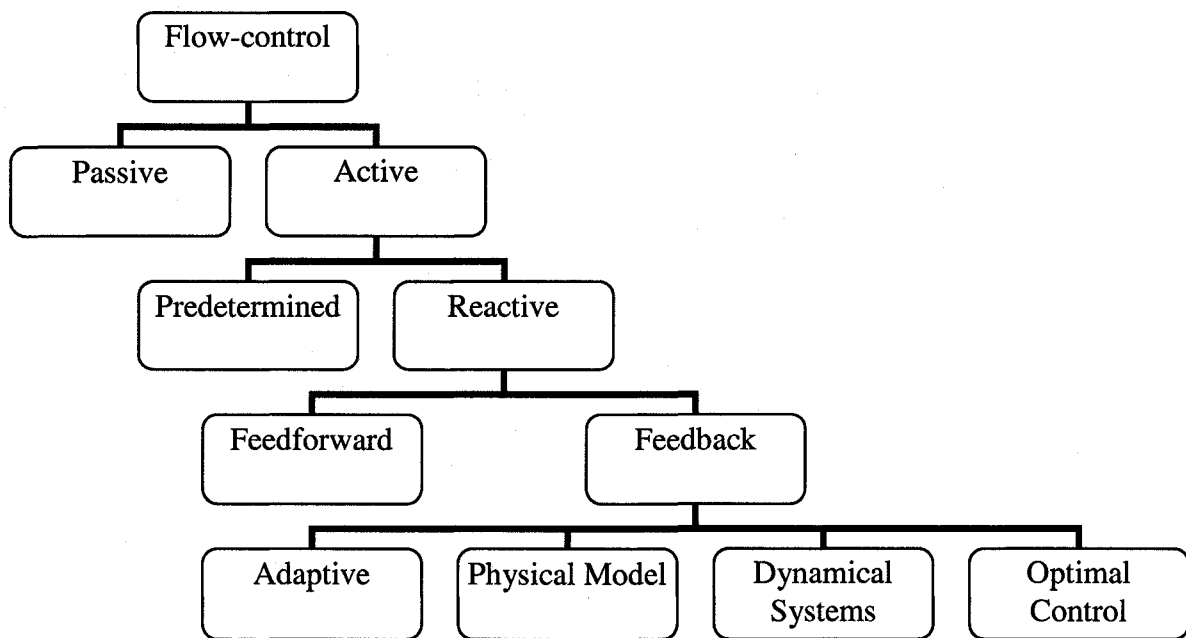 Flow-control
Passive
Active
Predetermined
Reactive
Feedforward
Feedback
Adaptive
Physical Model
Dynamical
Systems
Optimal
Control